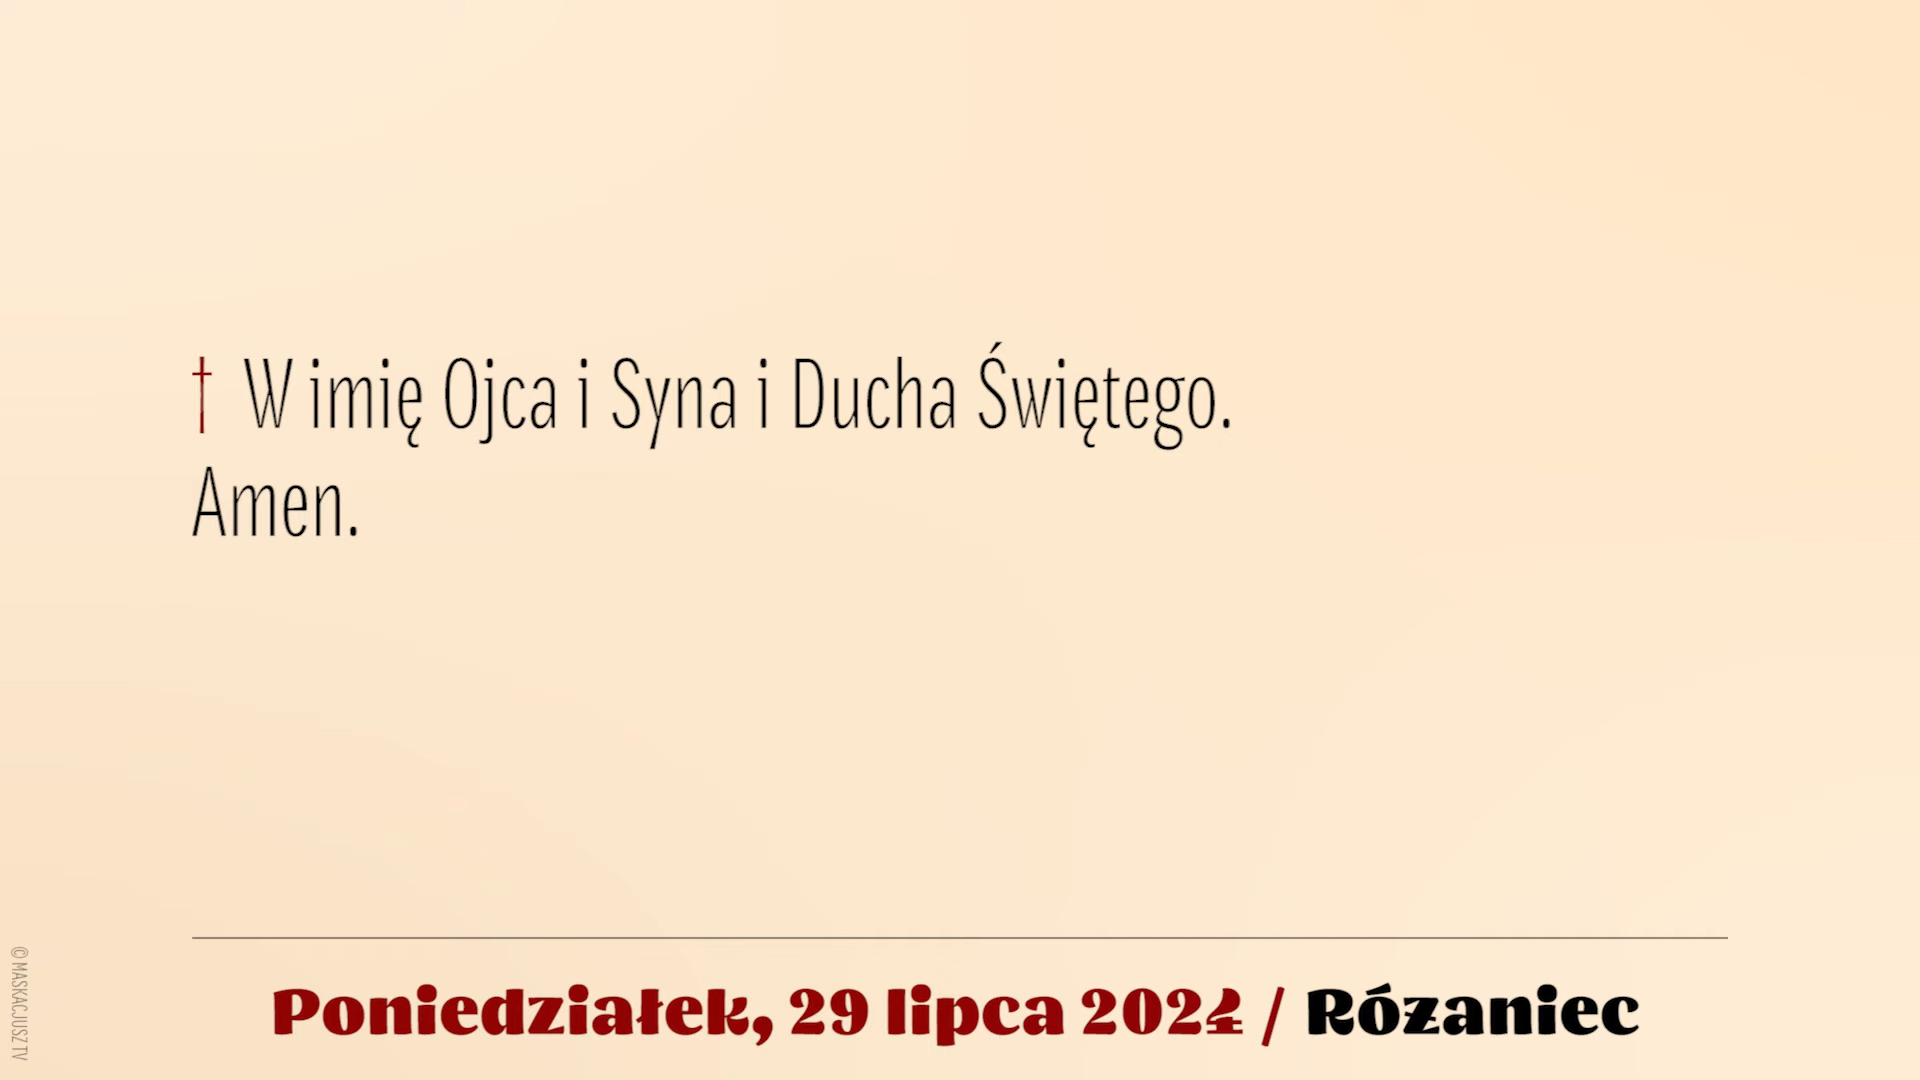 † W imię Ojca i Syna i Ducha Świętego.
Amen.
Poniedziałek, 29 lipca 2024 / Różaniec
© MASKACJUSZ TV